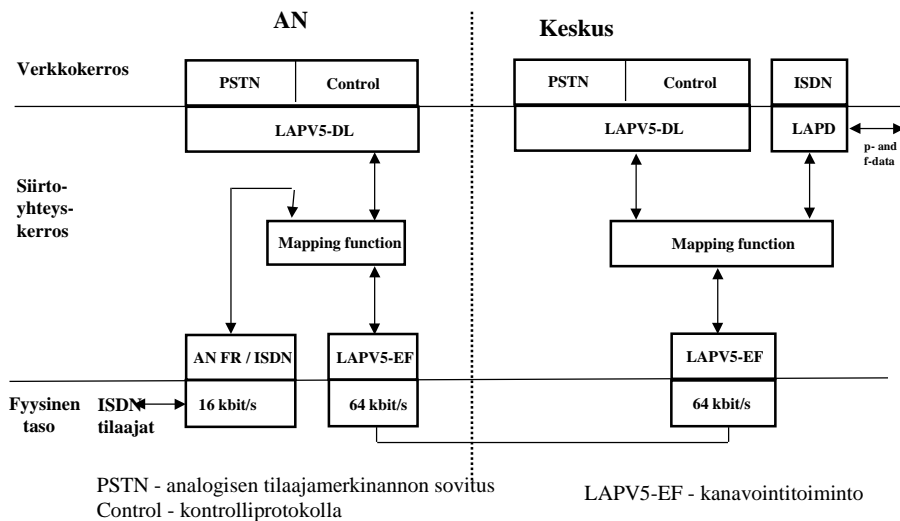 AN
Keskus
Verkkokerros
PSTN
Control
PSTN
Control
ISDN
LAPV5-DL
LAPV5-DL
LAPD
p- and
f-data
Siirto-
yhteys-
kerros
Mapping function
Mapping function
AN FR / ISDN
LAPV5-EF
LAPV5-EF
Fyysinen
taso
ISDN
tilaajat
16 kbit/s
64 kbit/s
64 kbit/s
PSTN - analogisen tilaajamerkinannon sovitus
Control - kontrolliprotokolla
LAPV5-EF - kanavointitoiminto